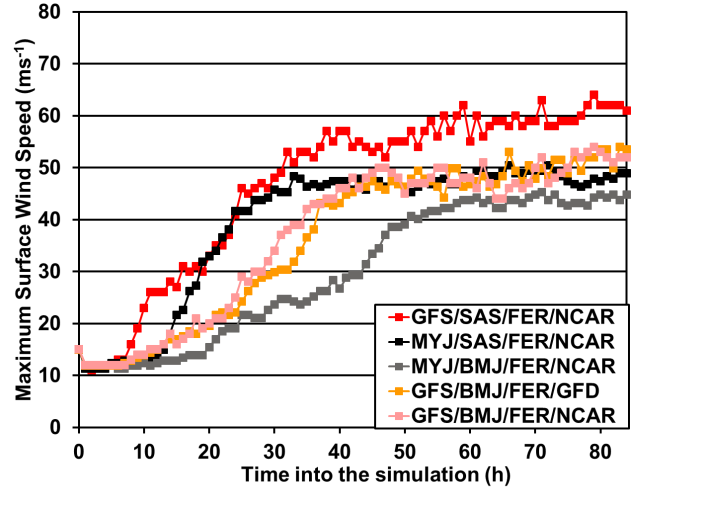 Maximum Surface Wind Speed (ms-1)
80
70
60
50
40
30
20
10
0
GFS/SAS/FER/NCAR
MYJ/SAS/FER/NCAR
MYJ/BMJ/FER/NCAR
GFS/BMJ/FER/GFD
GFS/BMJ/FER/NCAR
0 10 20 30 40 50 60 70 80
Time into the simulation (h)